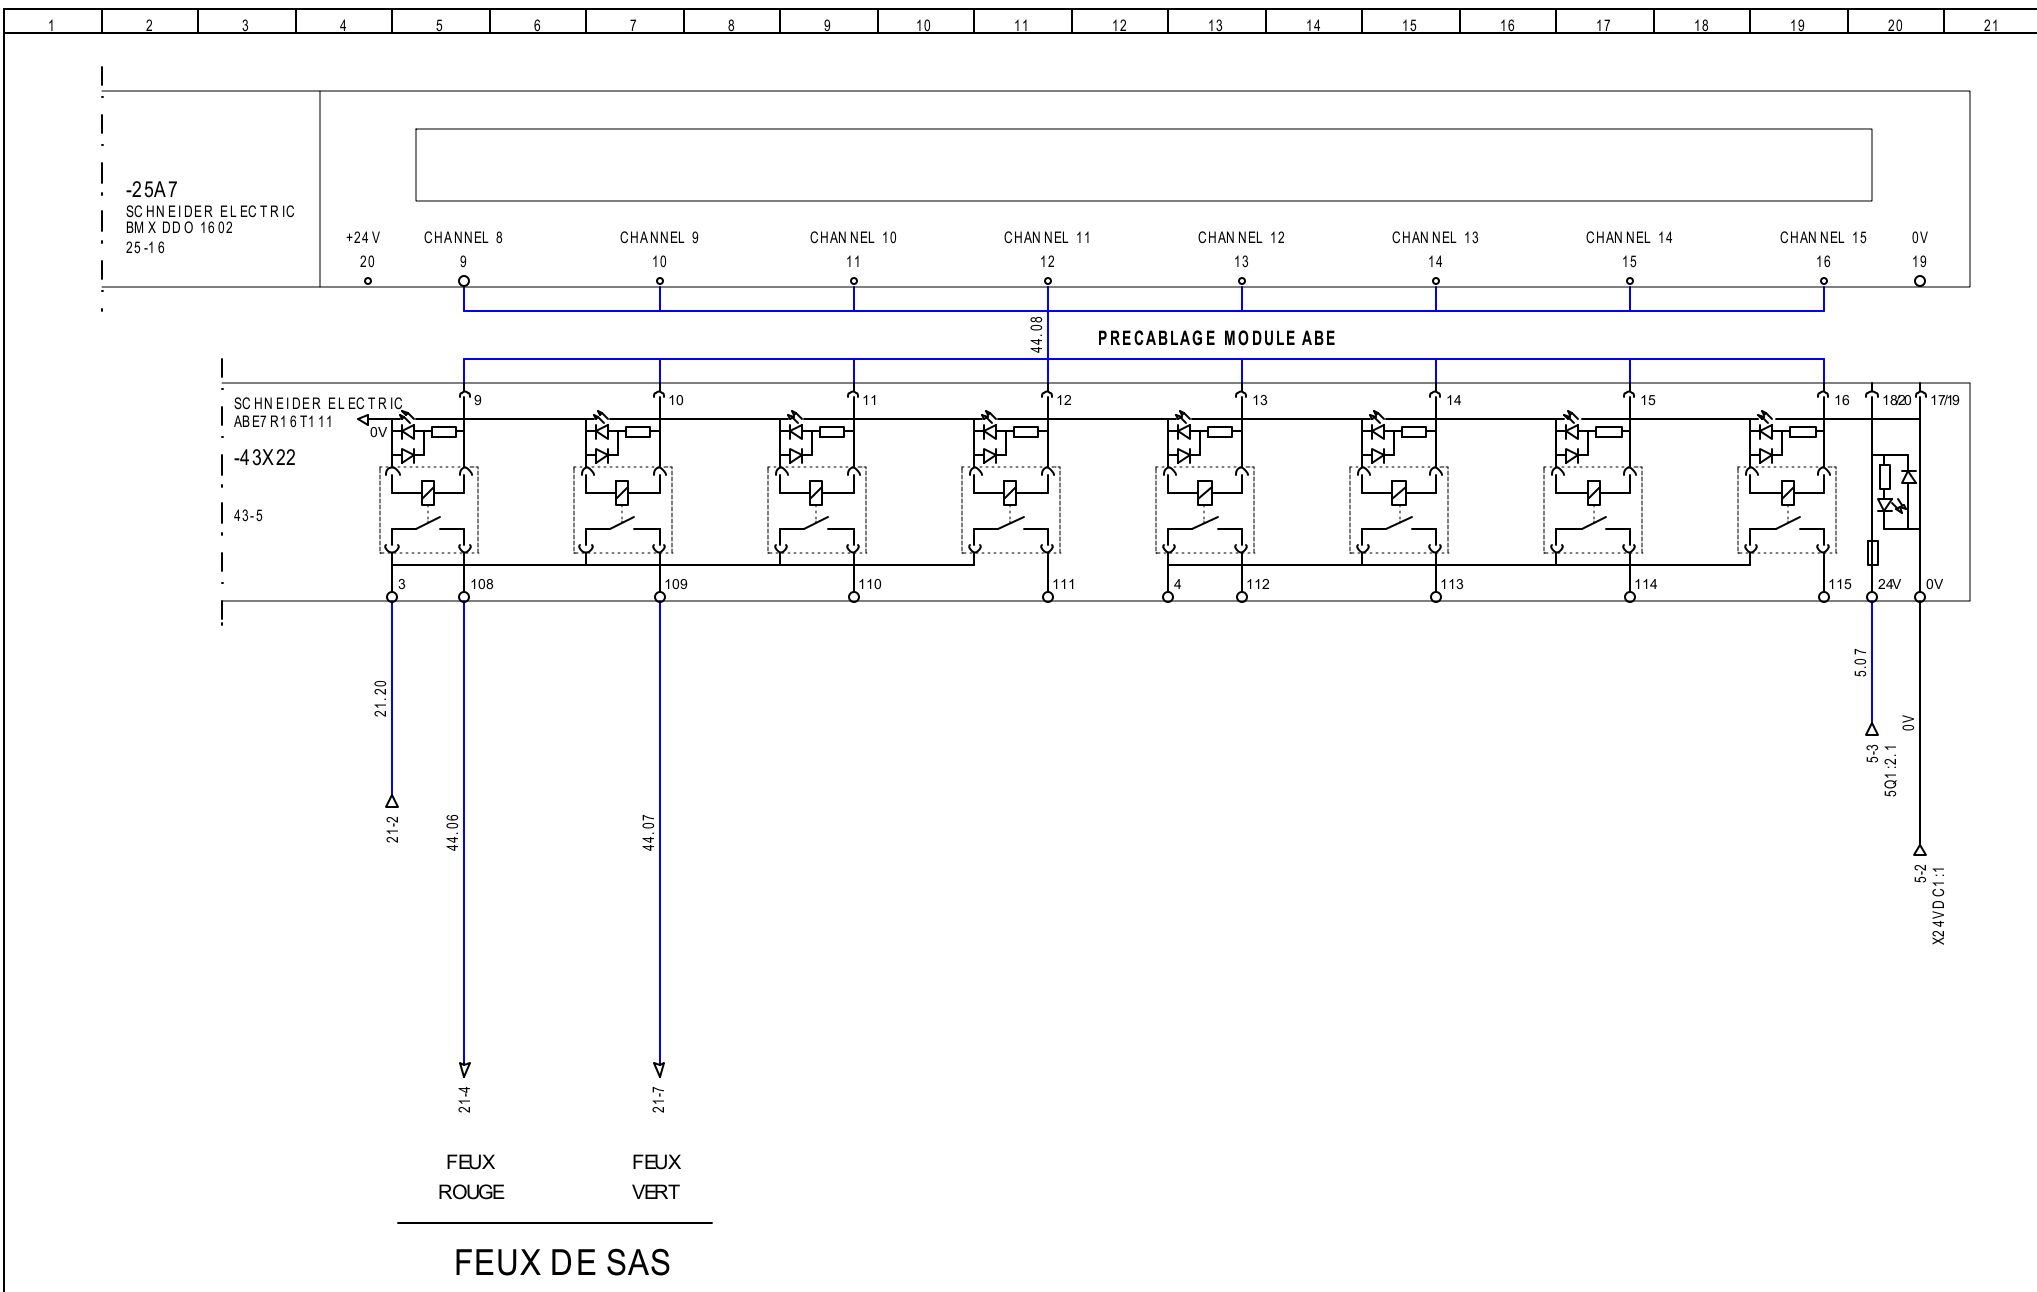 1 2 3 4 5 6 7 8 9 10 11 12 13 14 15 16 17 18 19 20 21
-25A7
SCHNEIDER ELECTRIC
BMX DDO 1602
25-16
+24V CHANNEL 8 CHANNEL 9 CHANNEL 10 CHANNEL 11 CHANNEL 12 CHANNEL 13 CHANNEL 14 CHANNEL 15 0V
20 9 10 11 12 13 14 15 16 19
44.08
PRECABLAGE MODULE ABE
SCHNEIDER ELECTRIC
ABE7R16T111
0V
-43X22
43-5
9 10 11 12 13 14 15 16 18/20 17/19
3 108 109 110 111 4 112 113 114 115 24V 0V
21.20
21-2
44.06
21-4
44.07
21-7
5.07
5-3
5Q1:2.1
0V
5-2
X24VDC1:1
FEUX
ROUGE
FEUX
VERT
FEUX DE SAS